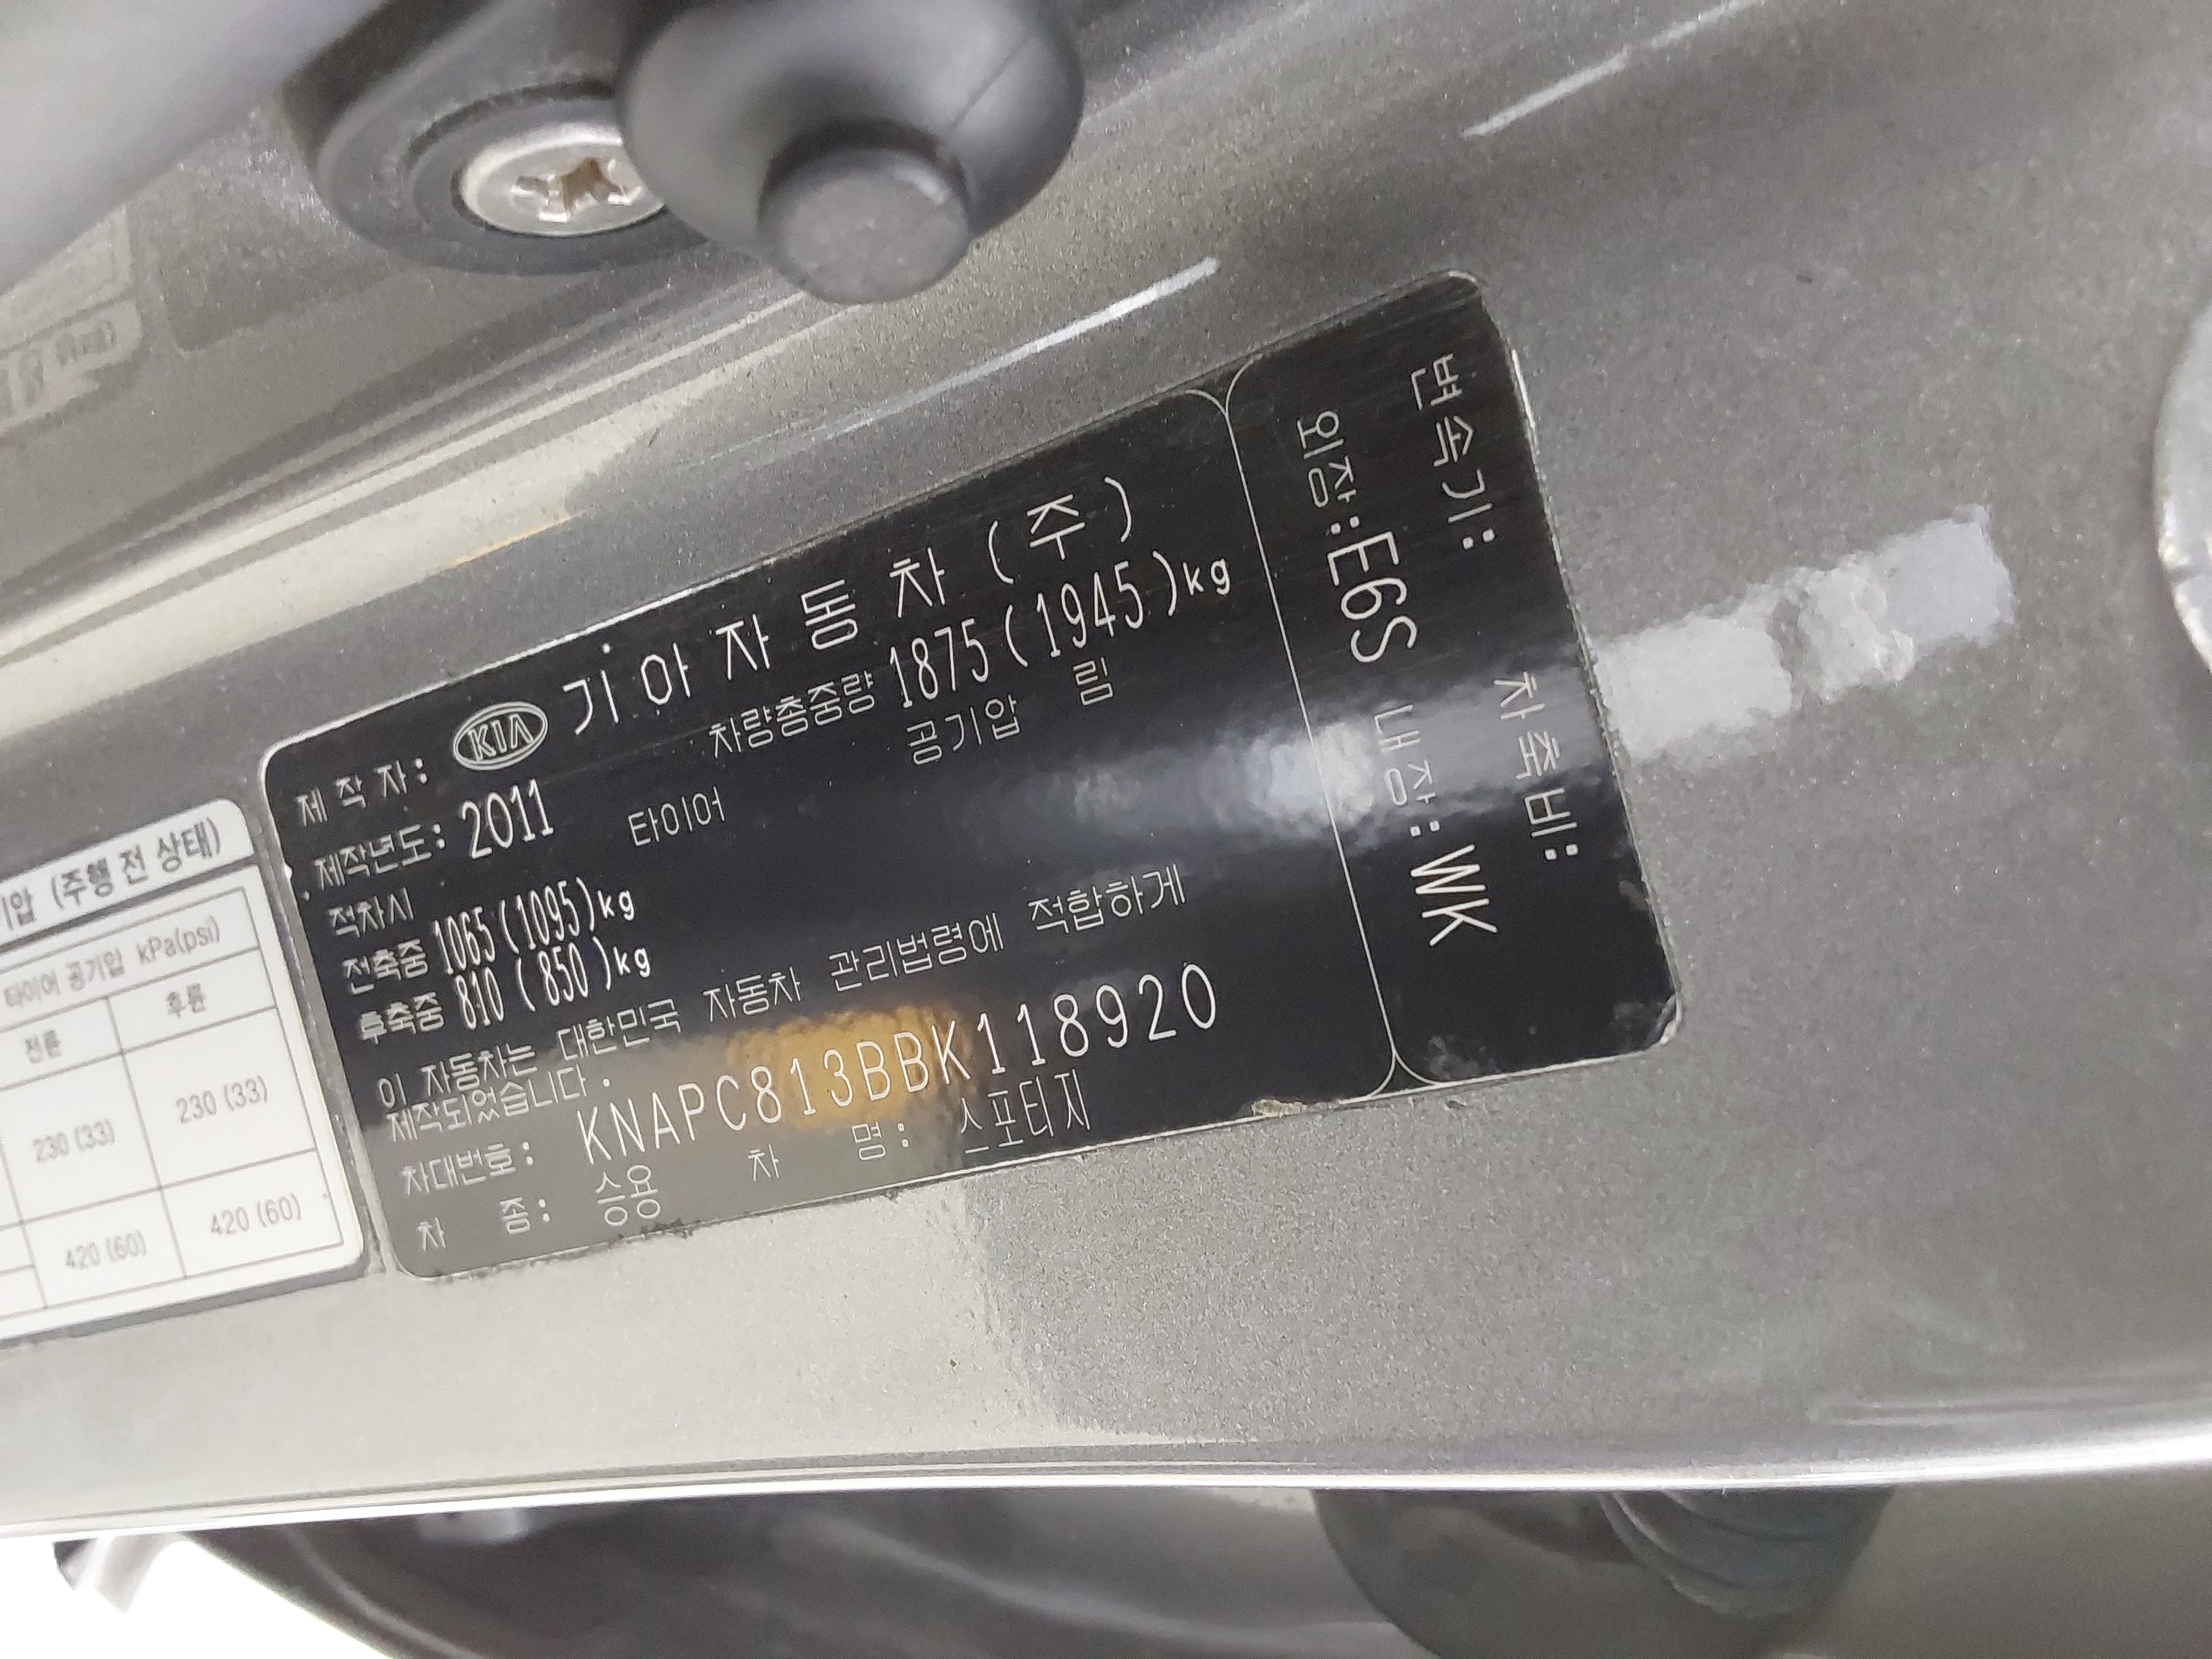 제 작 자: KIA 기 아 자 동 차 (주)
제작년도: 2011 차량총중량 1875(1945)kg
적차시 타이어 공기압 림
전축중 1065(1095)kg
후축중 810 (850)kg
이 자동차는 대한민국 자동차 관리법령에 적합하게
제작되었습니다.
차대번호: KNAPC813BBK118920
차 종: 승용 차 명: 스포티지
변속기: 차축비:
외장:E6S 내장:WK
기압 (주행 전 상태)
타이어 공기압 kPa(psi)
전륜 후륜
230 (33) 230 (33)
420 (60) 420 (60)